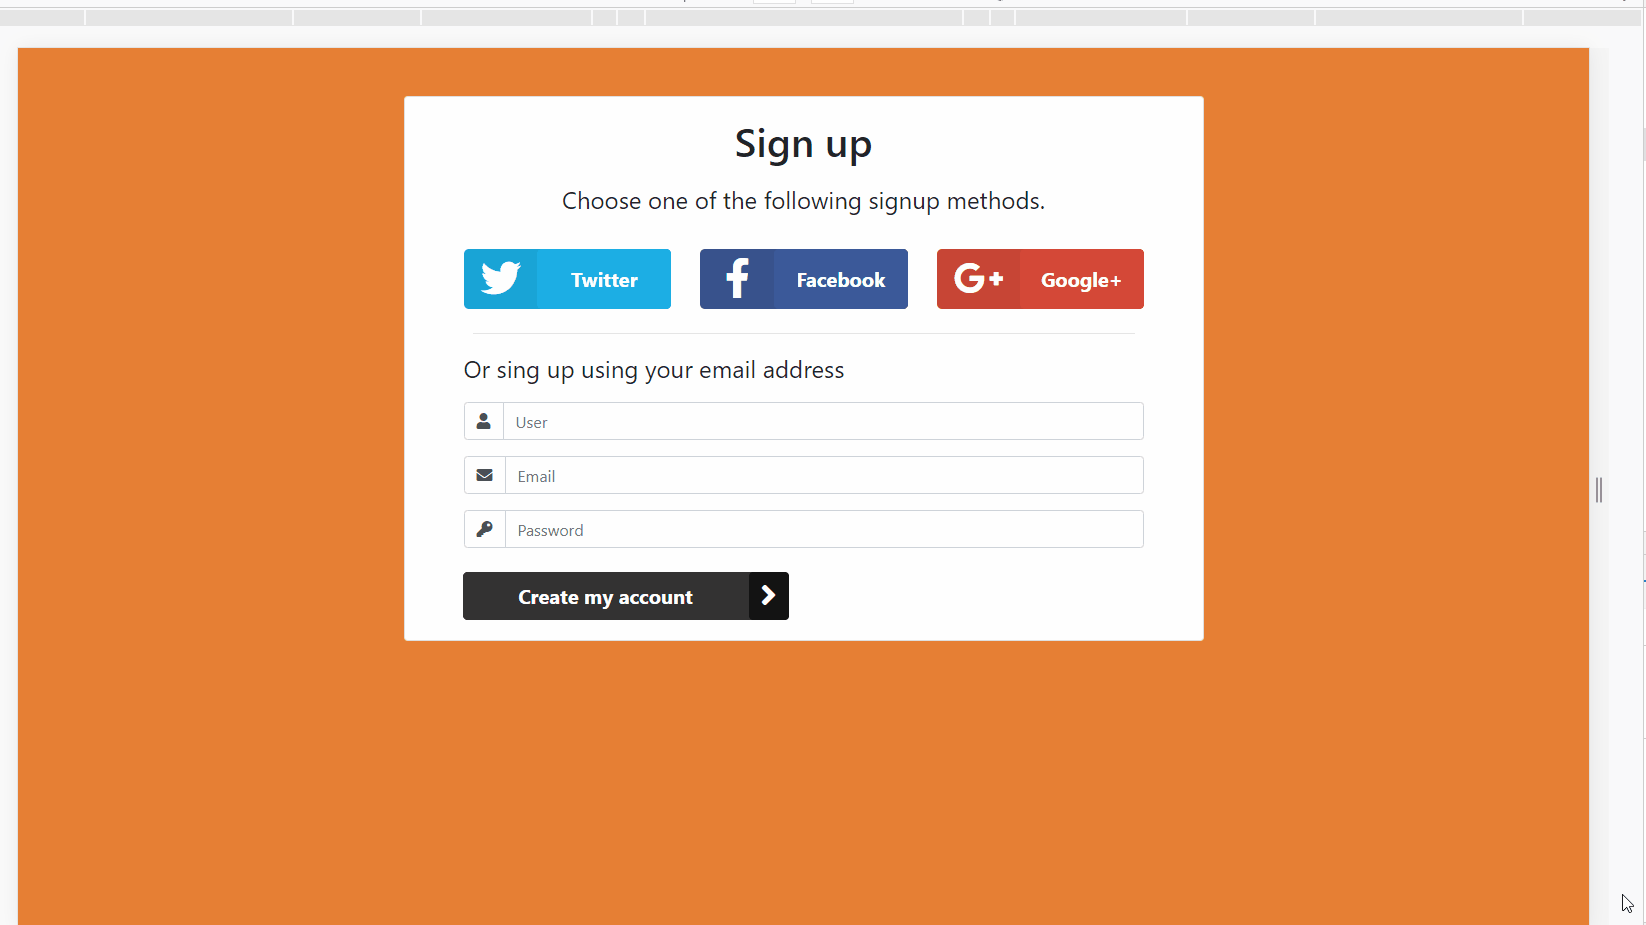 Sign up
Choose one of the following signup methods.
Twitter
Facebook
G+ Google+
Or sing up using your email address
User
Email
Password
Create my account